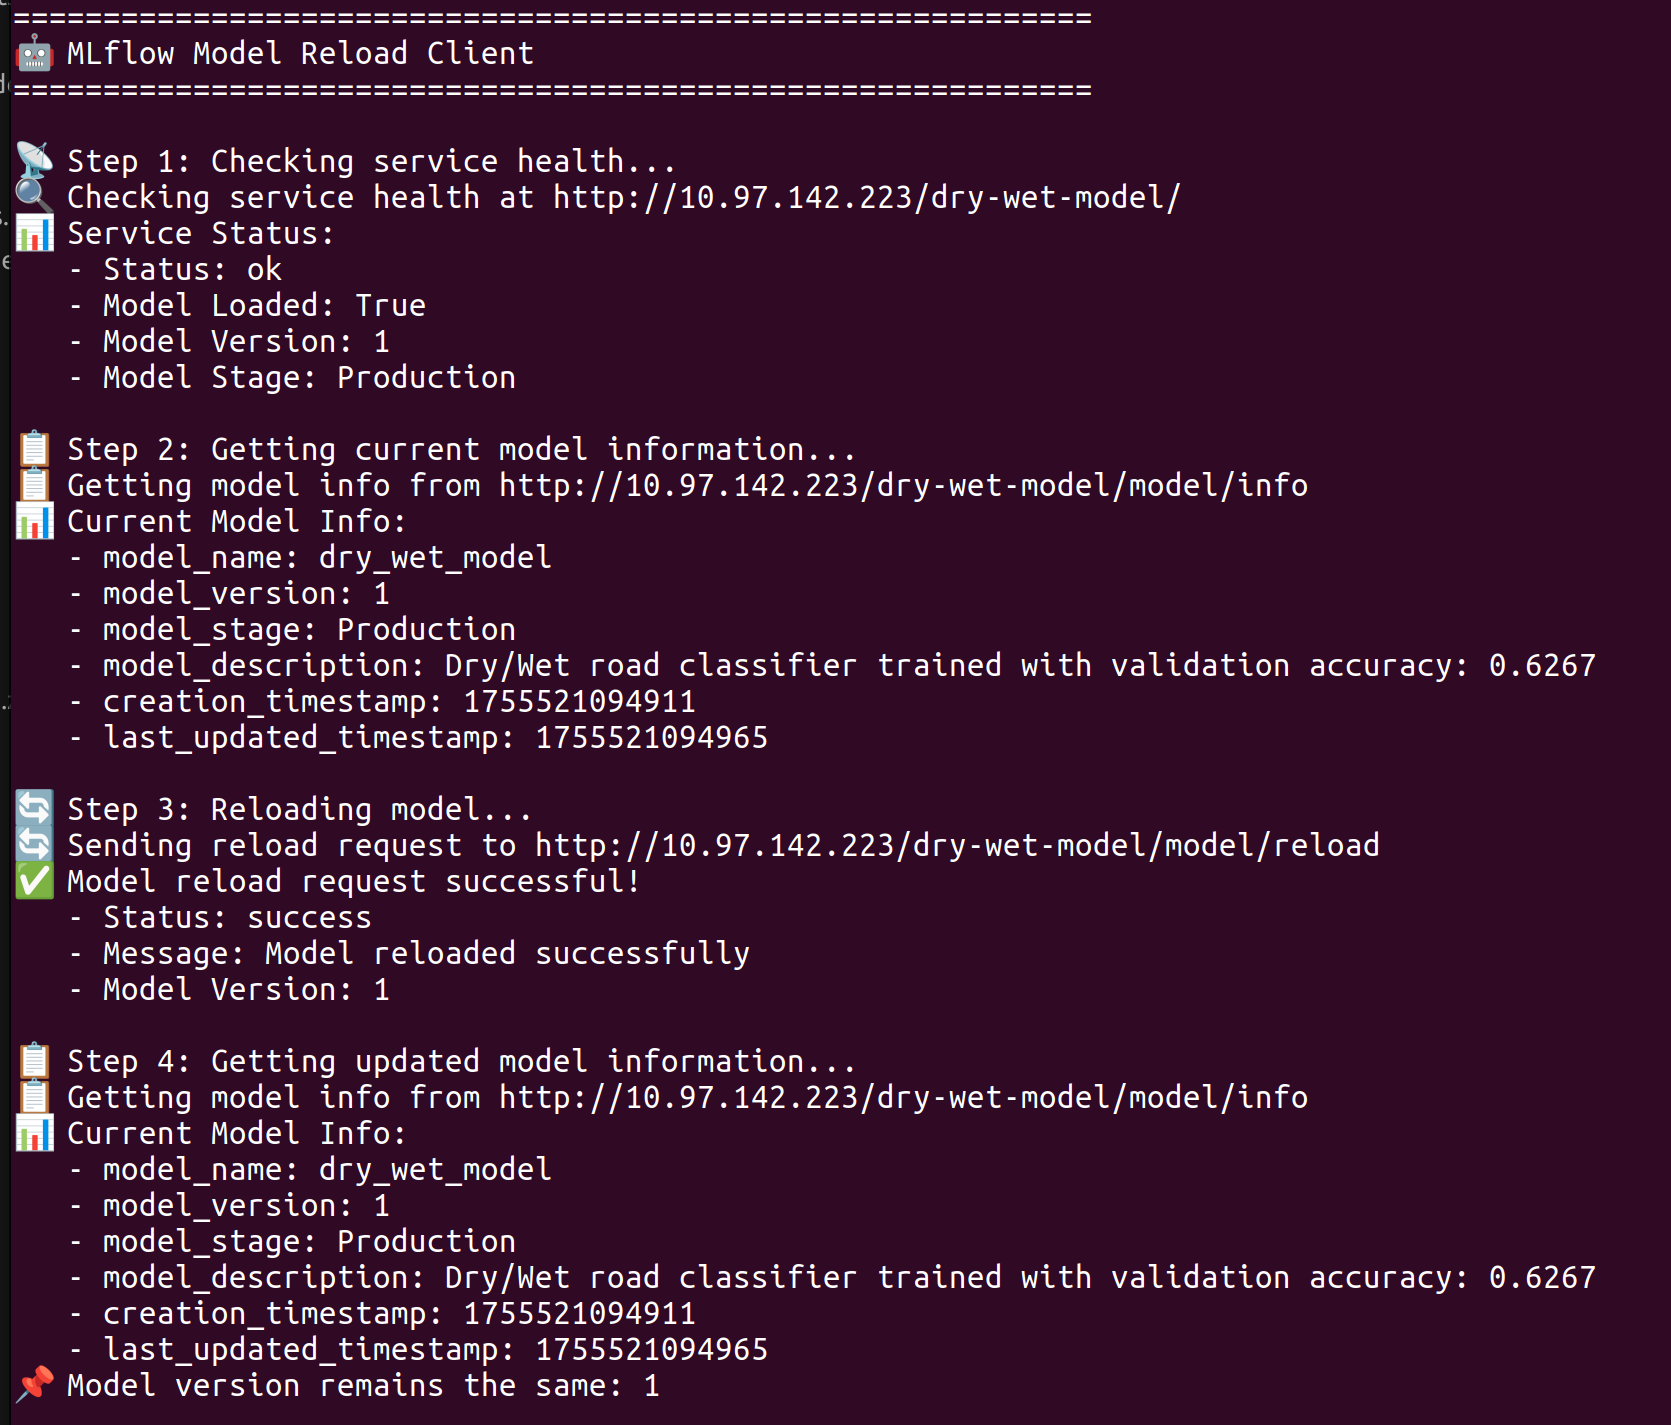 ============================================================
🤖 MLflow Model Reload Client
============================================================
📡 Step 1: Checking service health...
🔍 Checking service health at http://10.97.142.223/dry-wet-model/
📊 Service Status:
- Status: ok
- Model Loaded: True
- Model Version: 1
- Model Stage: Production
📋 Step 2: Getting current model information...
📋 Getting model info from http://10.97.142.223/dry-wet-model/model/info
📊 Current Model Info:
- model_name: dry_wet_model
- model_version: 1
- model_stage: Production
- model_description: Dry/Wet road classifier trained with validation accuracy: 0.6267
- creation_timestamp: 1755521094911
- last_updated_timestamp: 1755521094965
🔄 Step 3: Reloading model...
🔄 Sending reload request to http://10.97.142.223/dry-wet-model/model/reload
✅ Model reload request successful!
- Status: success
- Message: Model reloaded successfully
- Model Version: 1
📋 Step 4: Getting updated model information...
📋 Getting model info from http://10.97.142.223/dry-wet-model/model/info
📊 Current Model Info:
- model_name: dry_wet_model
- model_version: 1
- model_stage: Production
- model_description: Dry/Wet road classifier trained with validation accuracy: 0.6267
- creation_timestamp: 1755521094911
- last_updated_timestamp: 1755521094965
📌 Model version remains the same: 1